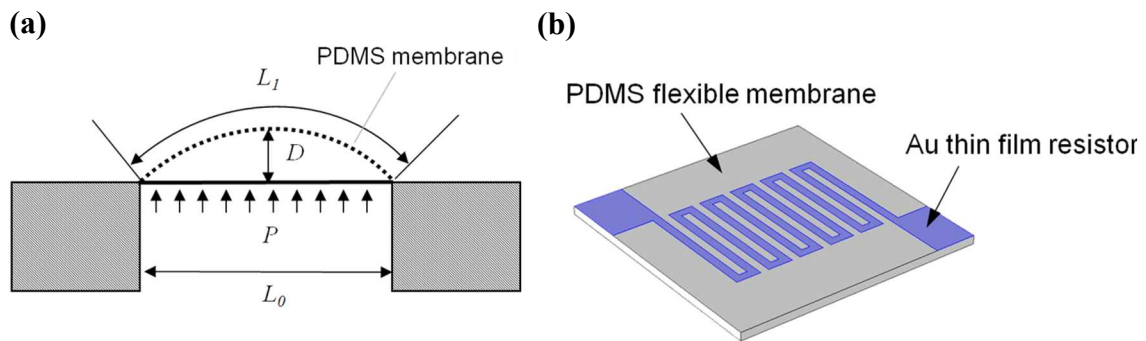 (a)
PDMS membrane
L1
D
P
L0
(b)
PDMS flexible membrane
Au thin film resistor